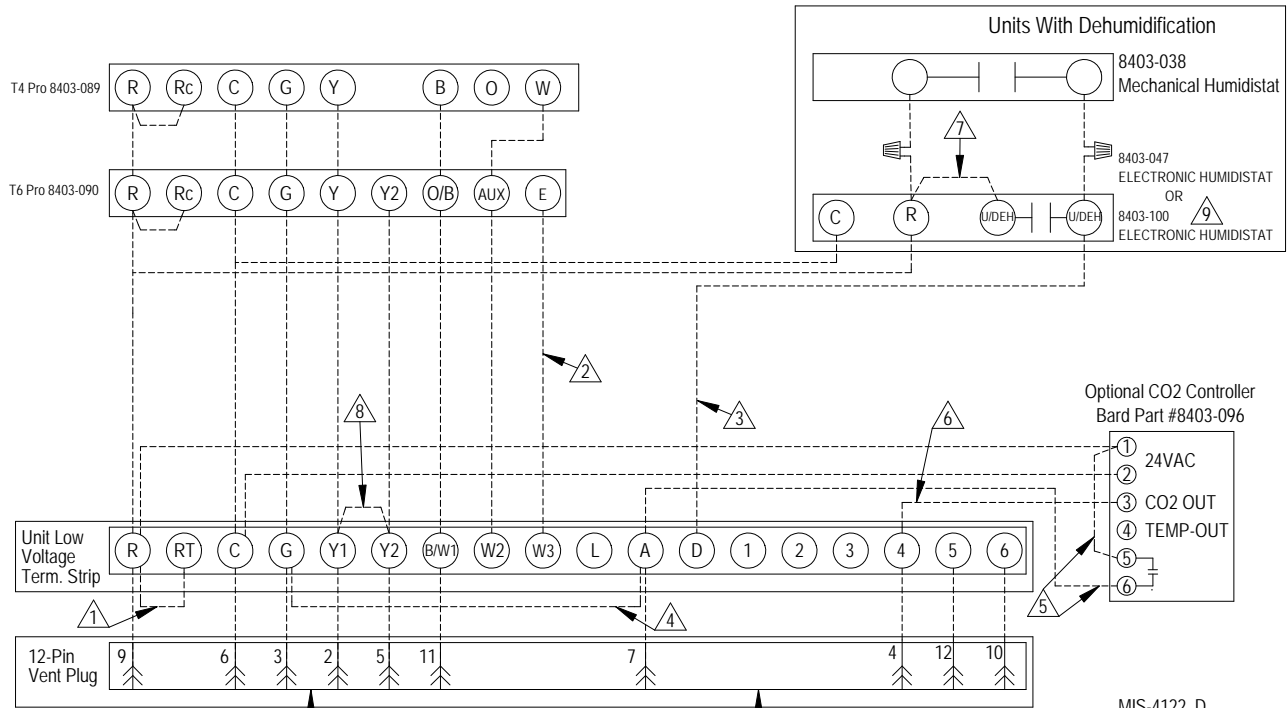 Units With Dehumidification
8403-038
Mechanical Humidistat
T4 Pro 8403-089
R Rc C G Y B O W
7
8403-047
ELECTRONIC HUMIDISTAT
OR
8403-100
ELECTRONIC HUMIDISTAT
9
T6 Pro 8403-090
R Rc C G Y Y2 O/B AUX E
C R U/DEH U/DEH
2
3
8
6
Optional CO2 Controller
Bard Part #8403-096
1
24VAC
2
3 CO2 OUT
4 TEMP-OUT
5
6
5
Unit Low
Voltage
Term. Strip
R RT C G Y1 Y2 B/W1 W2 W3 L A D 1 2 3 4 5 6
1
4
12-Pin
Vent Plug
9 6 3 2 5 11 7 4 12 10